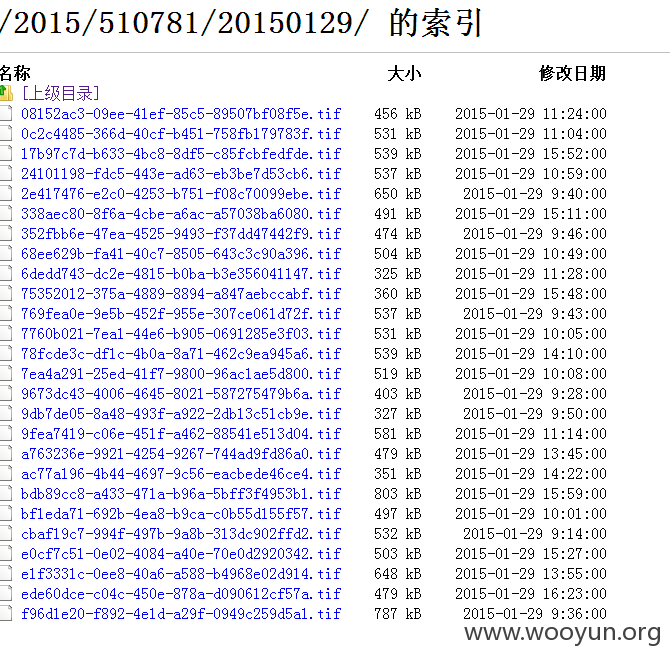 /2015/510781/20150129/ 的索引
名称 大小 修改日期
[上级目录]
08152ac3-09ee-41ef-85c5-89507bf08f5e.tif 456 kB 2015-01-29 11:24:00
0c2c4485-366d-40cf-b451-758fb179783f.tif 531 kB 2015-01-29 11:04:00
17b97c7d-b633-4bc8-8df5-c85fcbfedfde.tif 539 kB 2015-01-29 15:52:00
24101198-fdc5-443e-ad63-eb3be7d53cb6.tif 537 kB 2015-01-29 10:59:00
2e417476-e2c0-4253-b751-f08c70099ebe.tif 650 kB 2015-01-29 9:40:00
338aec80-8f6a-4cbe-a6ac-a57038ba6080.tif 491 kB 2015-01-29 15:11:00
352fbb6e-47ea-4525-9493-f37dd47442f9.tif 474 kB 2015-01-29 9:46:00
68ee629b-fa41-40c7-8505-643c3c90a396.tif 504 kB 2015-01-29 10:49:00
6dedd743-dc2e-4815-b0ba-b3e356041147.tif 325 kB 2015-01-29 11:28:00
75352012-375a-4889-8894-a847aebccabf.tif 360 kB 2015-01-29 15:48:00
769fea0e-9e5b-452f-955e-307ce061d72f.tif 537 kB 2015-01-29 9:43:00
7760b021-7ea1-44e6-b905-0691285e3f03.tif 531 kB 2015-01-29 10:05:00
78fcde3c-df1c-4b0a-8a71-462c9ea945a6.tif 539 kB 2015-01-29 14:10:00
7ea4a291-25ed-41f7-9800-96ac1ae5d800.tif 519 kB 2015-01-29 10:08:00
9673dc43-4006-4645-8021-587275479b6a.tif 403 kB 2015-01-29 9:28:00
9db7de05-8a48-493f-a922-2db13c51cb9e.tif 327 kB 2015-01-29 9:50:00
9fea7419-c06e-451f-a462-88541e513d04.tif 581 kB 2015-01-29 11:14:00
a763236e-9921-4254-9267-744ad9fd86a0.tif 479 kB 2015-01-29 13:45:00
ac77a196-4b44-4697-9c56-eacbede46ce4.tif 351 kB 2015-01-29 14:22:00
bdb89cc8-a433-471a-b96a-5bff3f4953b1.tif 803 kB 2015-01-29 15:59:00
bf1eda71-692b-4ea8-b9ca-c0b55d155f57.tif 497 kB 2015-01-29 10:01:00
cbaf19c7-994f-497b-9a8b-313dc902ffd2.tif 532 kB 2015-01-29 9:14:00
e0cf7c51-0e02-4084-a40e-70e0d2920342.tif 503 kB 2015-01-29 15:27:00
e1f3331c-0ee8-40a6-a588-b4968e02d914.tif 648 kB 2015-01-29 13:55:00
ede60dce-c04c-450e-878a-d090612cf57a.tif 479 kB 2015-01-29 16:23:00
f96d1e20-f892-4e1d-a29f-0949c259d5a1.tif 787 kB 2015-01-29 9:36:00
www.wooyun.org